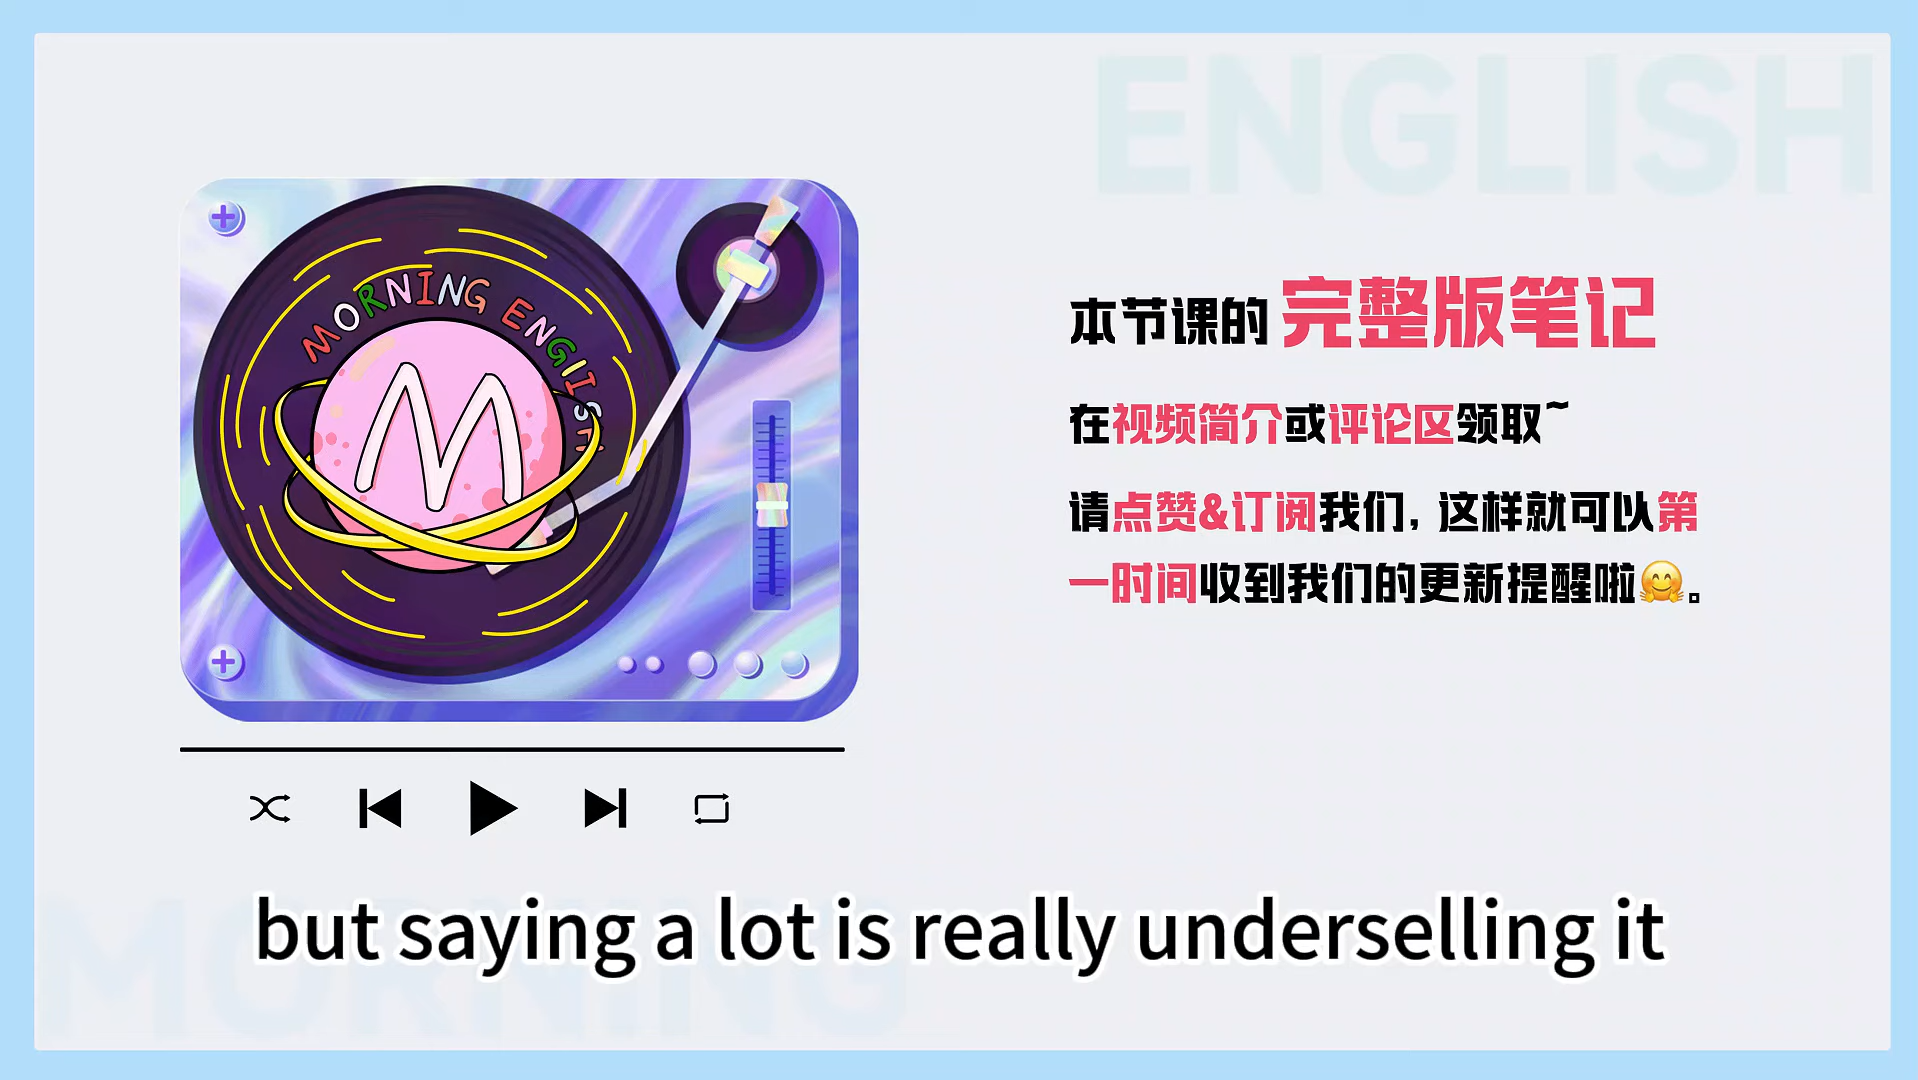 ENGLISH
MORNING ENGLISH
M
本节课的完整版笔记
在视频简介或评论区领取~
请点赞&订阅我们，这样就可以第
一时间收到我们的更新提醒啦🤗。
but saying a lot is really underselling it
MORNING